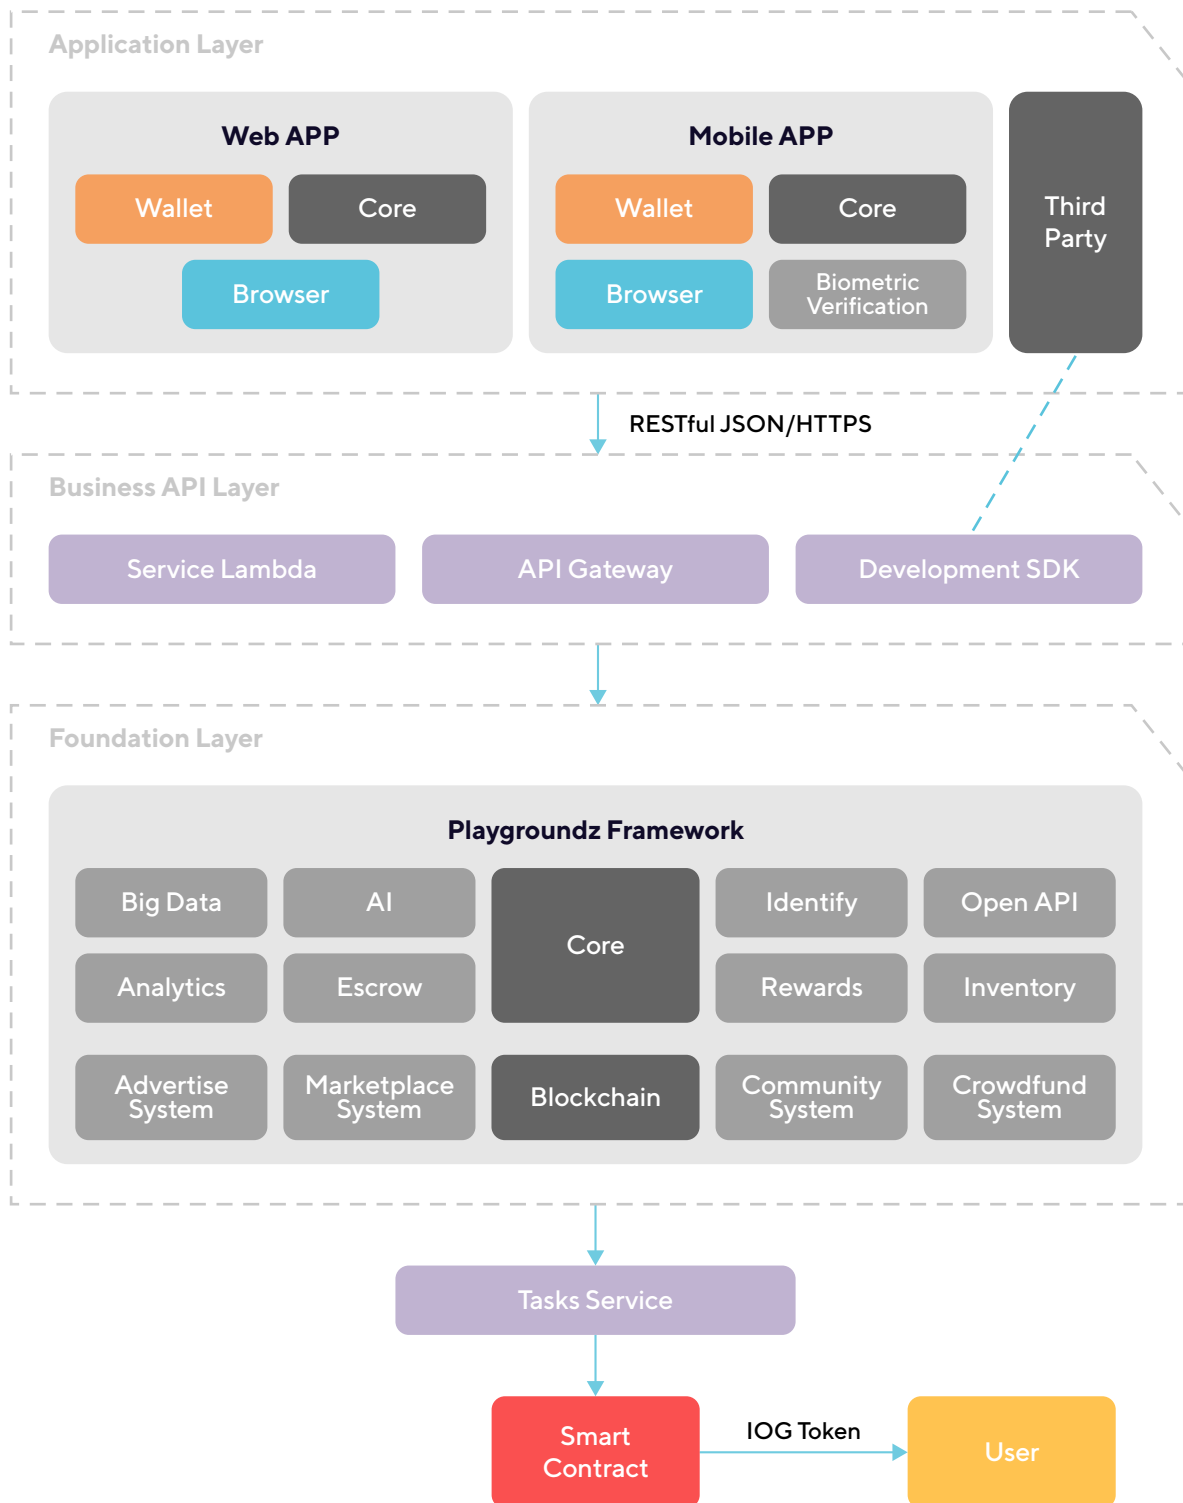 Application Layer
Web APP
Wallet
Core
Browser
Mobile APP
Wallet
Core
Browser
Biometric
Verification
Third
Party
RESTful JSON/HTTPS
Business API Layer
Service Lambda
API Gateway
Development SDK
Foundation Layer
Playgroundz Framework
Big Data
AI
Core
Identify
Open API
Analytics
Escrow
Rewards
Inventory
Advertise
System
Marketplace
System
Blockchain
Community
System
Crowdfund
System
Tasks Service
Smart
Contract
IOG Token
User